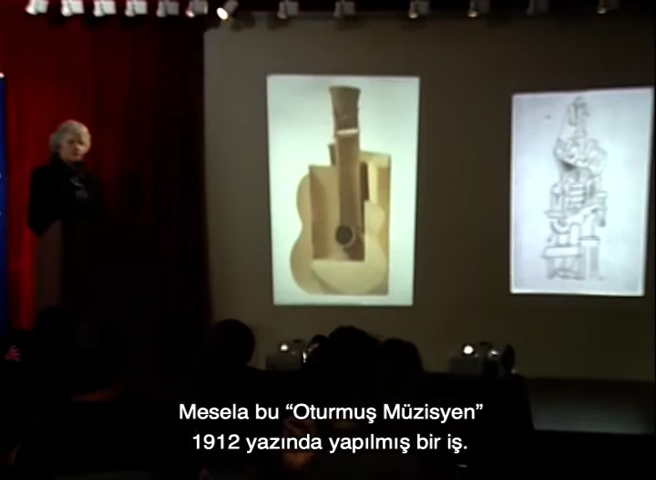 Mesela bu “Oturmuş Müzisyen”
1912 yazında yapılmış bir iş.